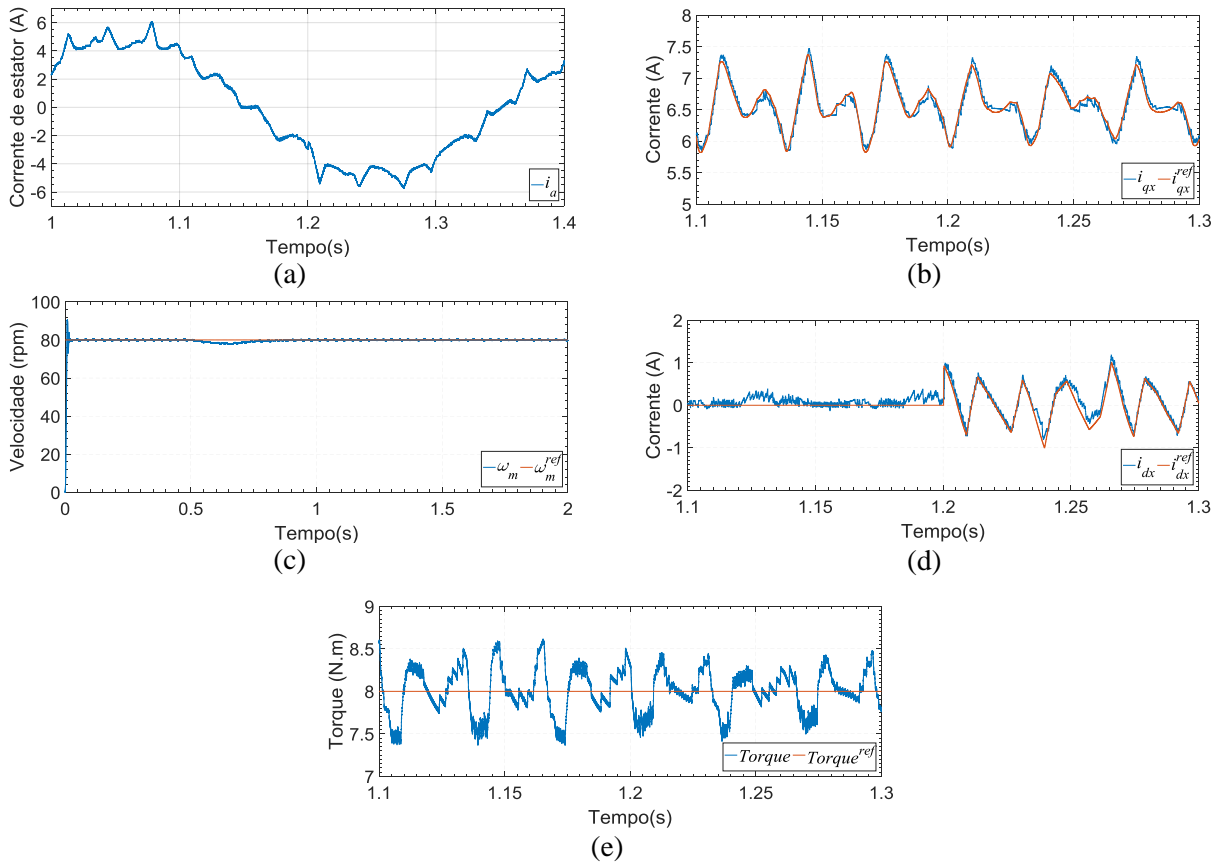 Corrente de estator (A)
6
4
2
0
-2
-4
-6
1
1.1
1.2
1.3
1.4
i_a
Tempo(s)
(a)
Corrente (A)
8
7.5
7
6.5
6
5.5
5
1.1
1.15
1.2
1.25
1.3
i_qx i_qx^ref
Tempo(s)
(b)
Velocidade (rpm)
100
80
60
40
20
0
0
0.5
1
1.5
2
ω_m ω_m^ref
Tempo(s)
(c)
Corrente (A)
2
1
0
-1
-2
1.1
1.15
1.2
1.25
1.3
i_dx i_dx^ref
Tempo(s)
(d)
Torque (N.m)
9
8.5
8
7.5
7
1.1
1.15
1.2
1.25
1.3
Torque Torque^ref
Tempo(s)
(e)